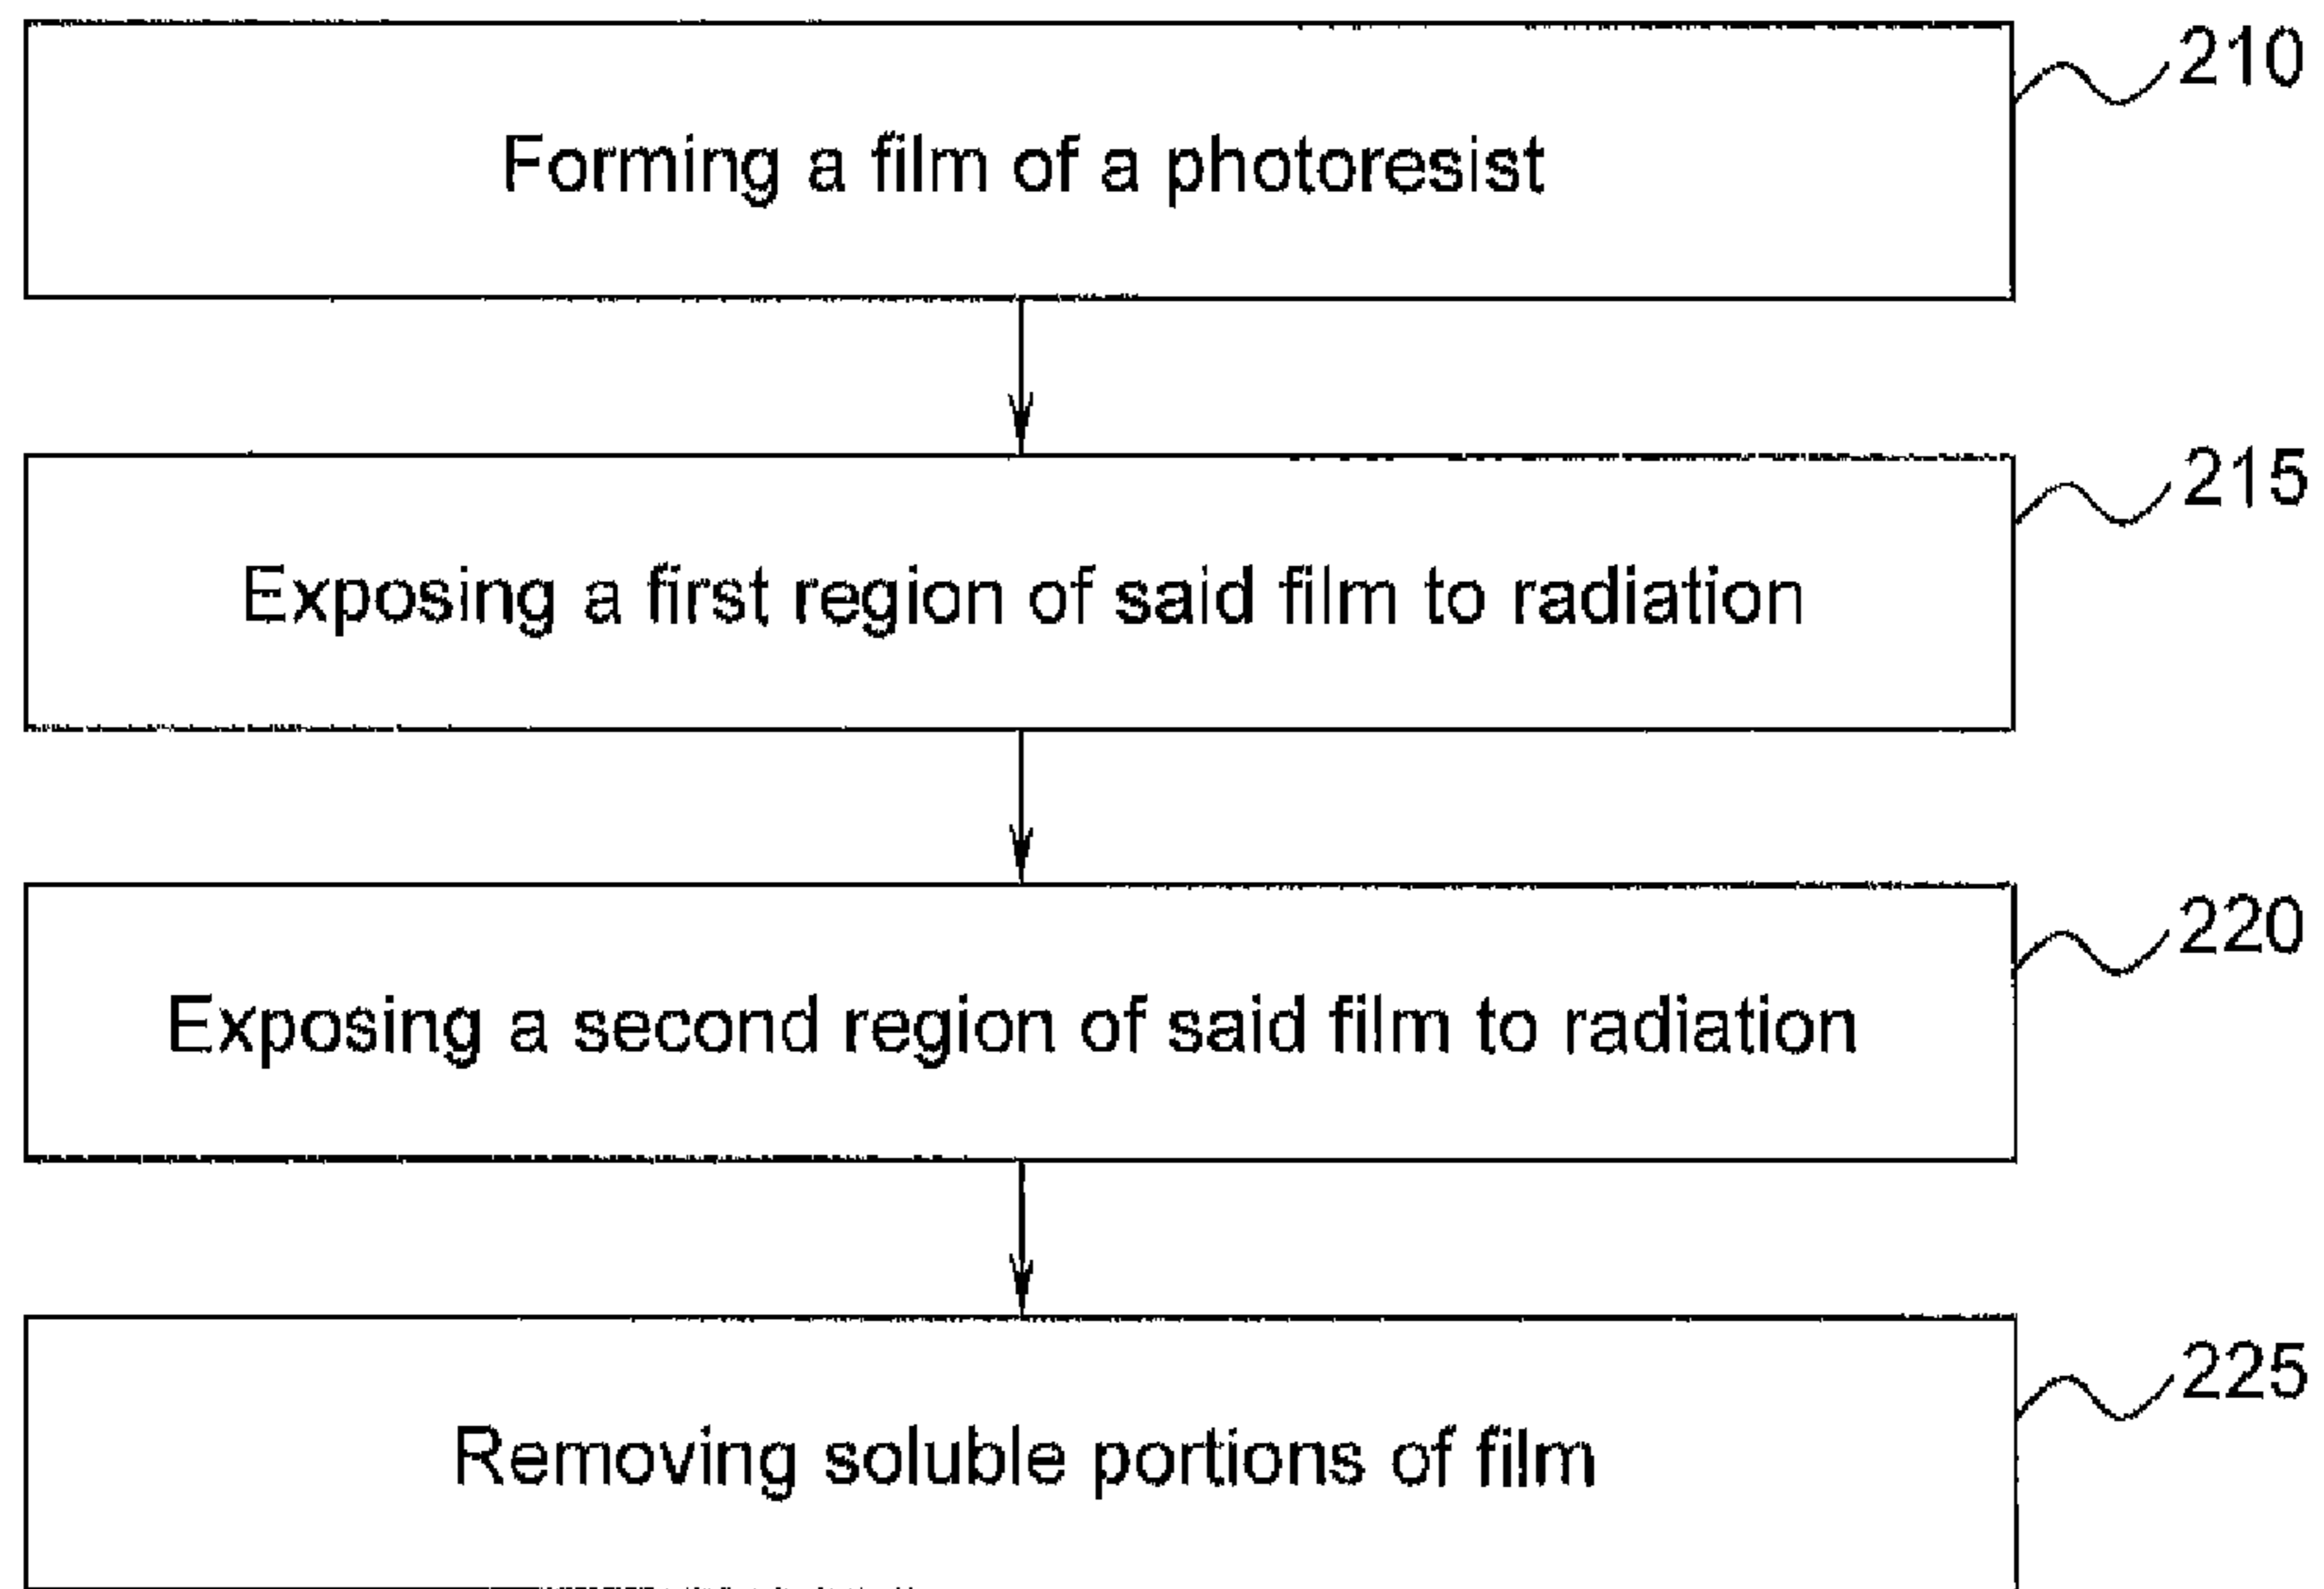 210
Forming a film of a photoresist
215
Exposing a first region of said film to radiation
220
Exposing a second region of said film to radiation
225
Removing soluble portions of film